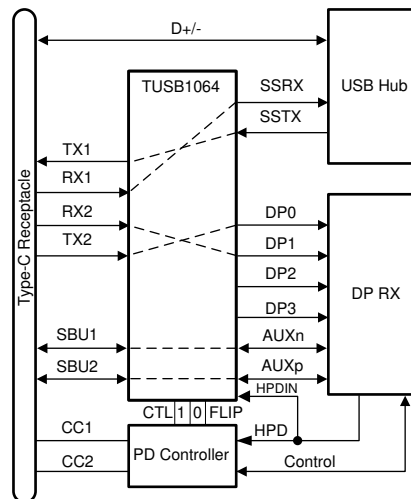 D+/-
TUSB1064
USB Hub
SSRX
SSTX
TX1
RX1
RX2
TX2
Type-C Receptacle
DP0
DP1
DP2
DP3
DP RX
SBU1
AUXn
SBU2
AUXp
HPDIN
CTL 1 0 FLIP
CC1
HPD
PD Controller
CC2
Control